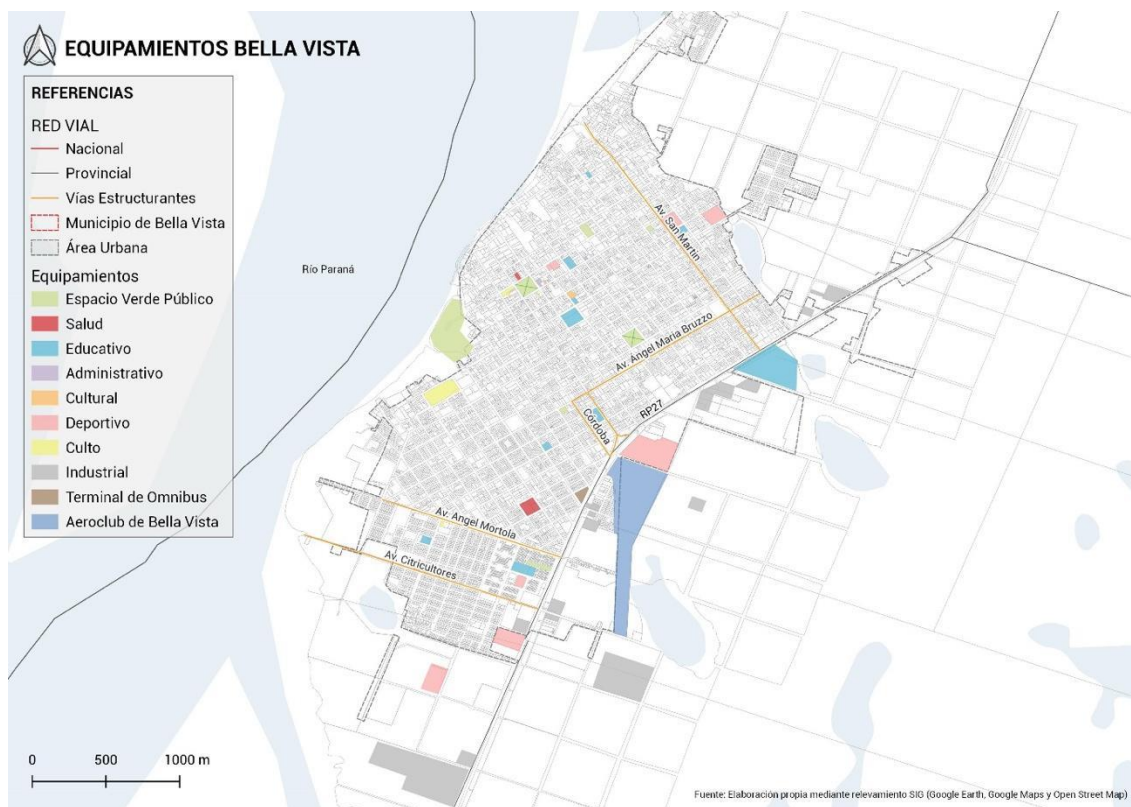 EQUIPAMIENTOS BELLA VISTA
REFERENCIAS
RED VIAL
Nacional
Provincial
Vías Estructurantes
Municipio de Bella Vista
Área Urbana
Equipamientos
Espacio Verde Público
Salud
Educativo
Administrativo
Cultural
Deportivo
Culto
Industrial
Terminal de Omnibus
Aeroclub de Bella Vista
Río Paraná
Av. San Martin
Av. Angel Maria Bruzzo
RP27
Córdoba
Av. Angel Mortola
Av. Citricultores
0 500 1000 m
Fuente: Elaboración propia mediante relevamiento SIG (Google Earth, Google Maps y Open Street Map)